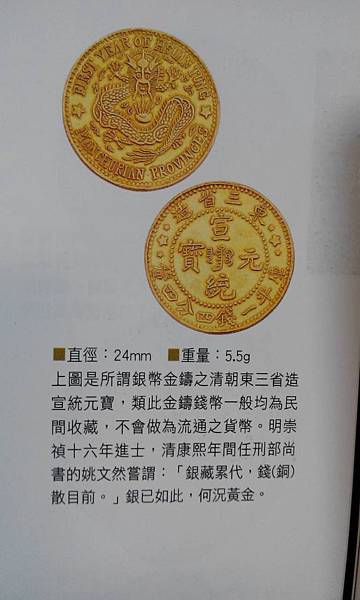 FIRST YEAR OF HSUEN TUNG
MANCHURIAN PROVINCES
造省三東
宣統元寶
庫平一錢四分四釐
■直徑：24mm ■重量：5.5g
上圖是所謂銀幣金鑄之清朝東三省造
宣統元寶，類此金鑄錢幣一般均為民
間收藏，不會做為流通之貨幣。明崇
禎十六年進士，清康熙年間任刑部尚
書的姚文然嘗謂：「銀藏累代，錢(銅)
散目前。」銀已如此，何況黃金。